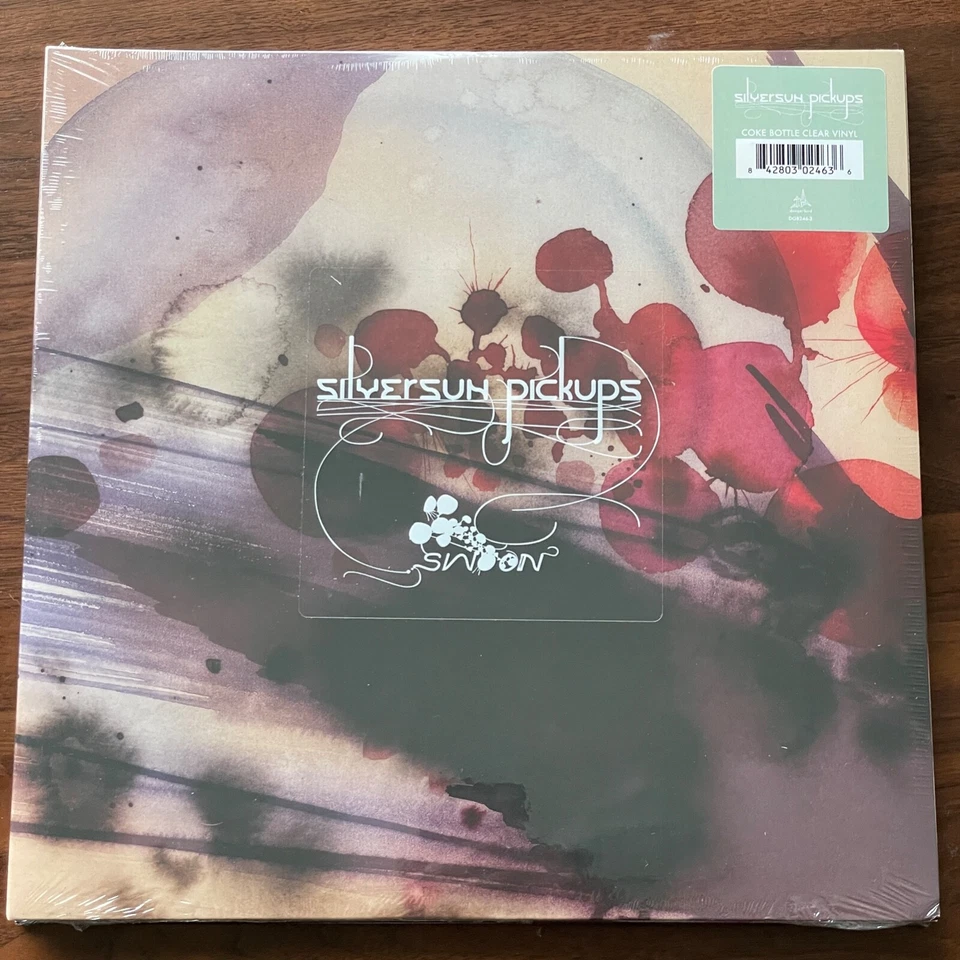 silversun pickups
COKE BOTTLE CLEAR VINYL
8 42803 02463 6
silversun pickups
SWOON